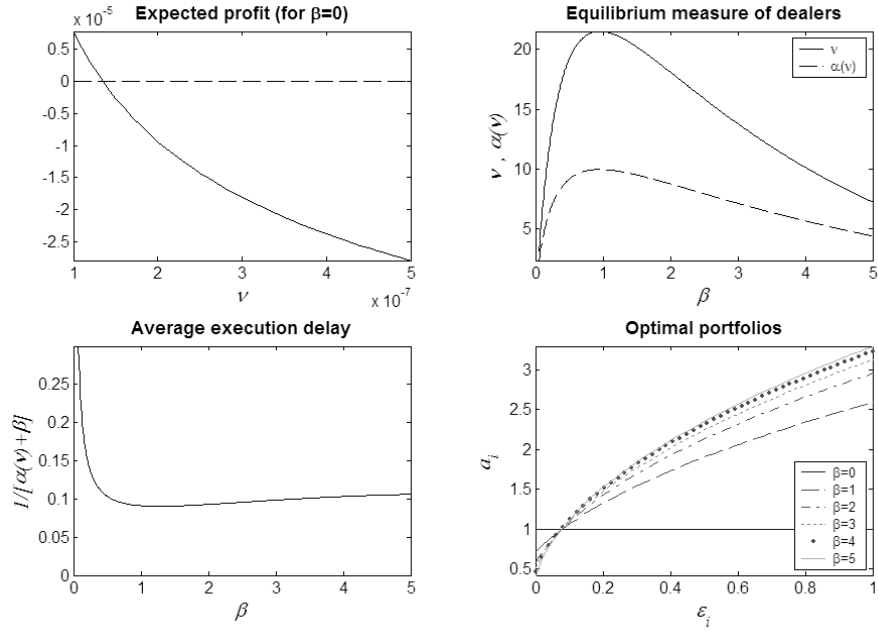 Expected profit (for β=0)
x 10⁻⁵
0.5
0
-0.5
-1
-1.5
-2
-2.5
1
2
3
4
5
x 10⁻⁷
ν
Equilibrium measure of dealers
ν , α(ν)
20
15
10
5
0
1
2
3
4
5
β
ν
α(ν)
Average execution delay
1/[α(ν)+β]
0.25
0.2
0.15
0.1
0.05
0
0
1
2
3
4
5
β
Optimal portfolios
a_i
3
2.5
2
1.5
1
0.5
0
0.2
0.4
0.6
0.8
1
ε_i
β=0
β=1
β=2
β=3
β=4
β=5